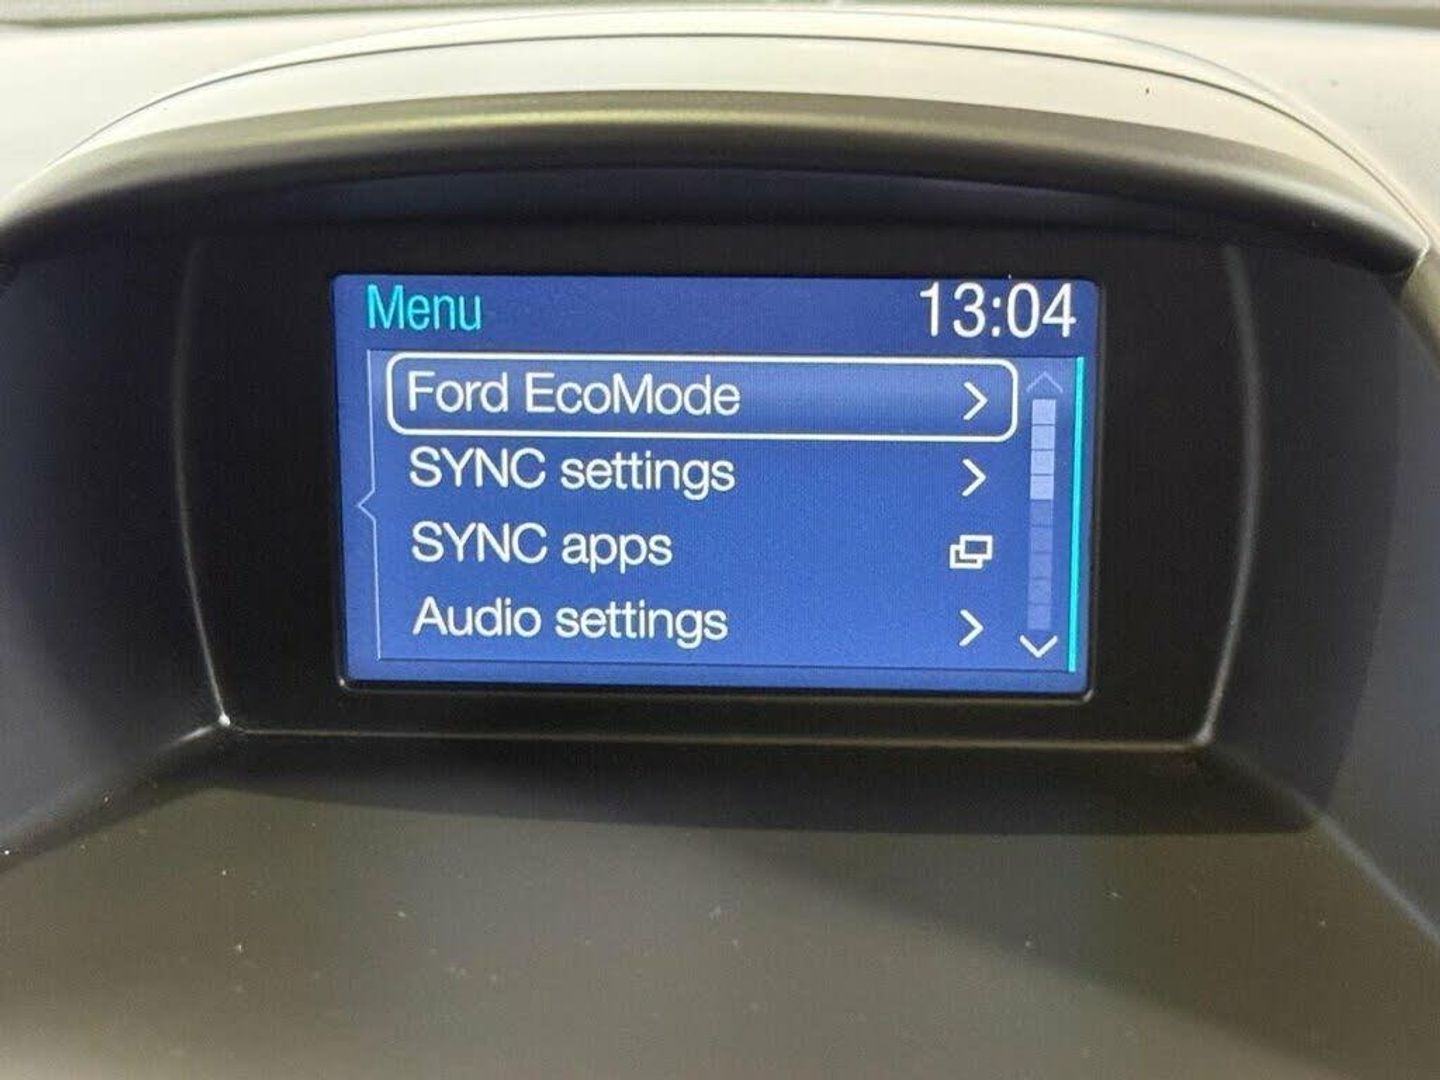 Menu 13:04
Ford EcoMode
SYNC settings
SYNC apps
Audio settings